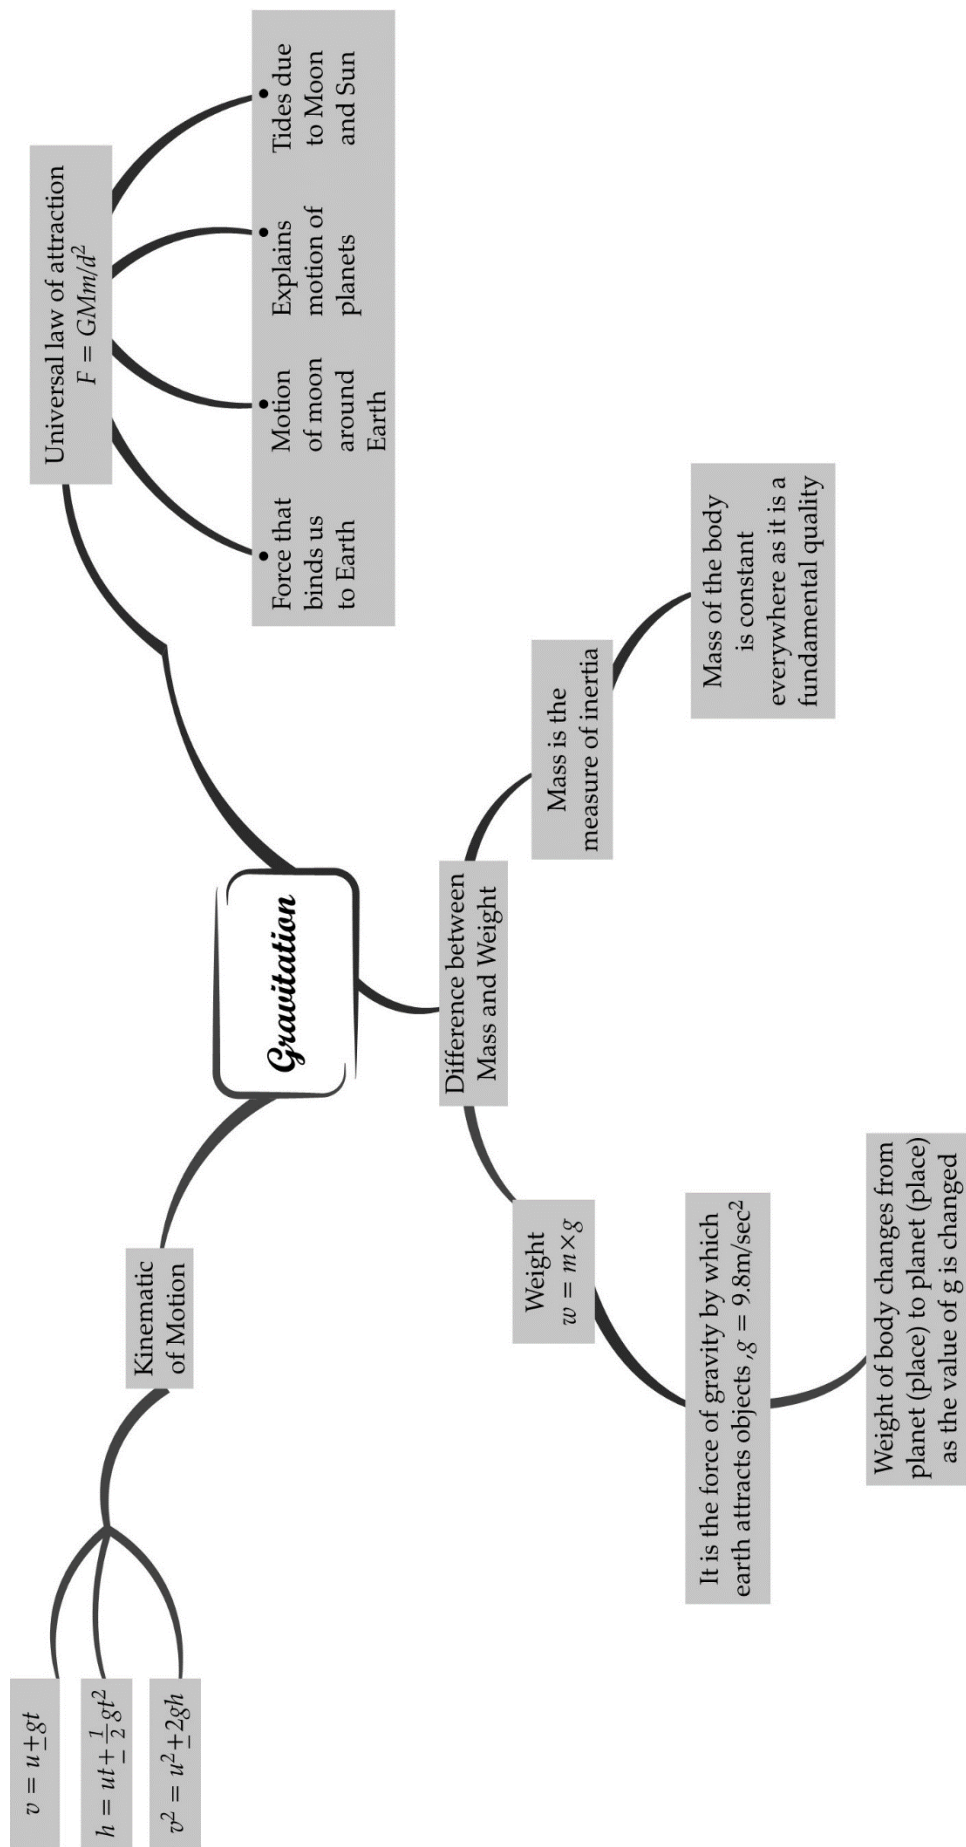 Gravitation
Universal law of attraction
F = GMm/d²
• Force that
binds us
to Earth
• Motion
of moon
around
Earth
• Explains
motion of
planets
• Tides due
to Moon
and Sun
Kinematic
of Motion
v = u±gt
h = ut±½gt²
v² = u²±2gh
Difference between
Mass and Weight
Mass is the
measure of inertia
Mass of the body
is constant
everywhere as it is a
fundamental quality
Weight
w = m×g
It is the force of gravity by which
earth attracts objects ,g = 9.8m/sec²
Weight of body changes from
planet (place) to planet (place)
as the value of g is changed